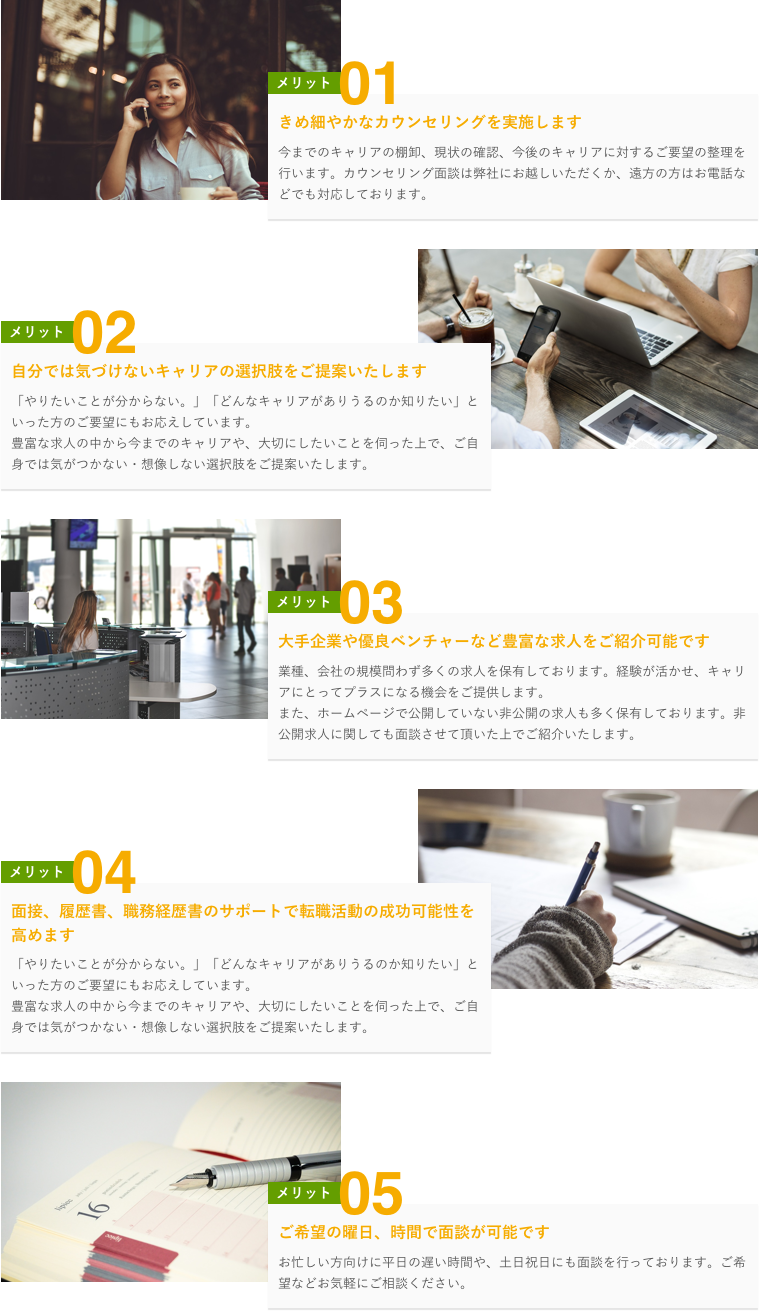 メリット 01
きめ細やかなカウンセリングを実施します
今までのキャリアの棚卸、現状の確認、今後のキャリアに対するご要望の整理を
行います。カウンセリング面談は弊社にお越しいただくか、遠方の方はお電話な
どでも対応しております。
メリット 02
自分では気づけないキャリアの選択肢をご提案いたします
「やりたいことが分からない。」「どんなキャリアがありうるのか知りたい」と
いった方のご要望にもお応えしています。
豊富な求人の中から今までのキャリアや、大切にしたいことを伺った上で、ご自
身では気がつかない・想像しない選択肢をご提案いたします。
メリット 03
大手企業や優良ベンチャーなど豊富な求人をご紹介可能です
業種、会社の規模問わず多くの求人を保有しております。経験が活かせ、キャリ
アにとってプラスになる機会をご提供します。
また、ホームページで公開していない非公開の求人も多く保有しております。非
公開求人に関しても面談させて頂いた上でご紹介いたします。
メリット 04
面接、履歴書、職務経歴書のサポートで転職活動の成功可能性を
高めます
「やりたいことが分からない。」「どんなキャリアがありうるのか知りたい」と
いった方のご要望にもお応えしています。
豊富な求人の中から今までのキャリアや、大切にしたいことを伺った上で、ご自
身では気がつかない・想像しない選択肢をご提案いたします。
16
メリット 05
ご希望の曜日、時間で面談が可能です
お忙しい方向けに平日の遅い時間や、土日祝日にも面談を行っております。ご希
望などお気軽にご相談ください。